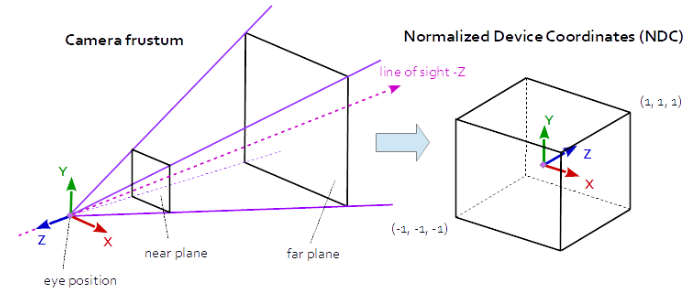 Camera frustum
Normalized Device Coordinates (NDC)
line of sight -Z
(1, 1, 1)
Y
Z
X
Y
Z
X
(-1, -1, -1)
near plane
far plane
eye position